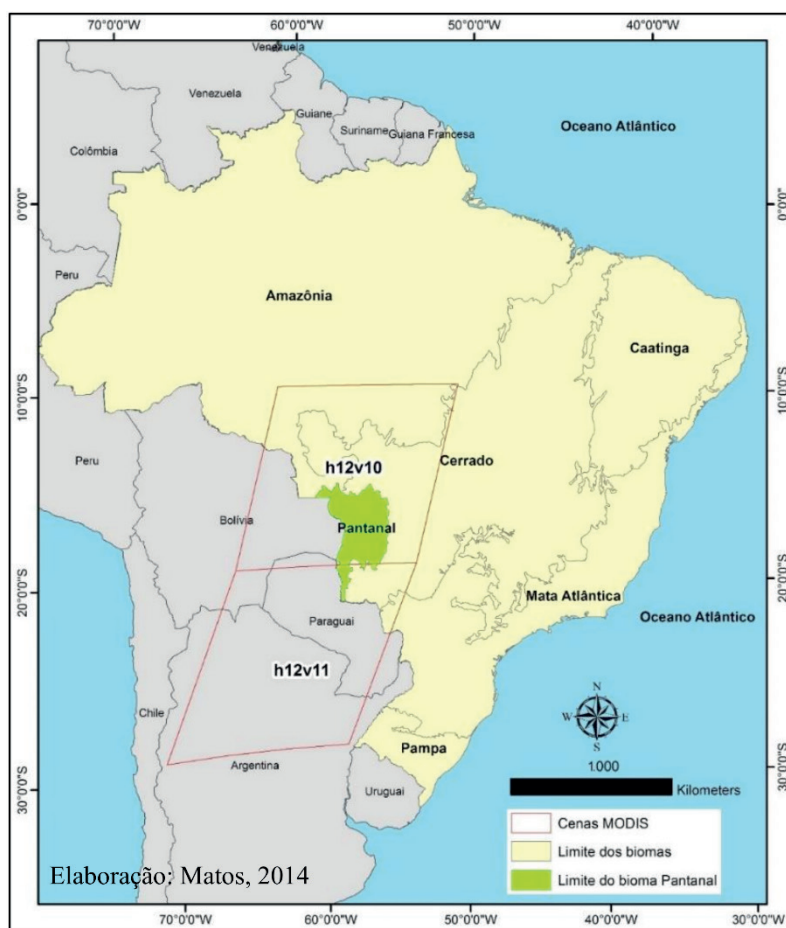 70°0'0"W 60°0'0"W 50°0'0"W 40°0'0"W
Venezuela
Venezuela
Guiane
Suriname
Guiana Francesa
Colômbia
Oceano Atlântico
0°0'0"
0°0'0"
Peru
Amazônia
Caatinga
10°0'0"S
10°0'0"S
Peru
h12v10
Cerrado
Bolívia
Pantanal
20°0'0"S
20°0'0"S
Mata Atlântica
Oceano Atlântico
Paraguai
h12v11
Chile
N
W E
S
Pampa
Argentina
1.000
Kilometers
Uruguai
30°0'0"S
30°0'0"S
Cenas MODIS
Limite dos biomas
Limite do bioma Pantanal
Elaboração: Matos, 2014
70°0'0"W 60°0'0"W 50°0'0"W 40°0'0"W 30°0'0"W